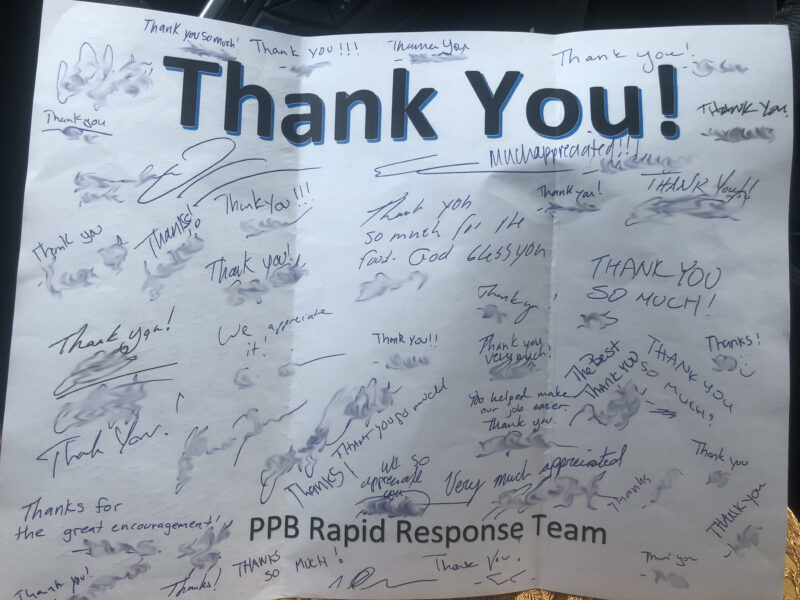 Thank you so much!
Thank you!!!
Thank you
Thank you!
Thank You!
Thank you
THANK YOU!
Much appreciated!!!
Thank you!!!
Thank you!
THANK YOU!!
Thank you
Thanks!
Thank you
so much for the
food. God bless you
Thank you!
THANK YOU
SO MUCH!
Thank you!
Thank you!
We appreciate
it!
Thank you!!
Thank you
very much!
The Best
THANK YOU
THANK YOU
SO MUCH!
Thanks!
You helped make
our job easier.
Thank you.
Thank You!
THANK YOU SO MUCH
Thanks!
We so
appreciate
you
Very much appreciated
Thanks
Thank you
Thank you
Thanks for
the great encouragement!
PPB Rapid Response Team
Thank you!
Thanks!
THANKS
SO MUCH!
Thank You!
Thank you